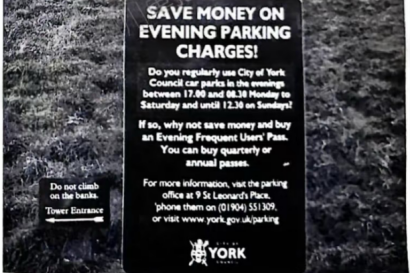 SAVE MONEY ON
EVENING PARKING
CHARGES!
Do you regularly use City of York
Council car parks in the evenings
between 17.00 and 08.30 Monday to
Saturday and until 12.30 on Sundays?
If so, why not save money and buy
an Evening Frequent Users' Pass.
You can buy quarterly or
annual passes.
For more information, visit the parking
office at 9 St Leonard's Place,
'phone them on (01904) 551309,
or visit www.york.gov.uk/parking
CITY OF
YORK
COUNCIL
Do not climb
on the banks.
Tower Entrance